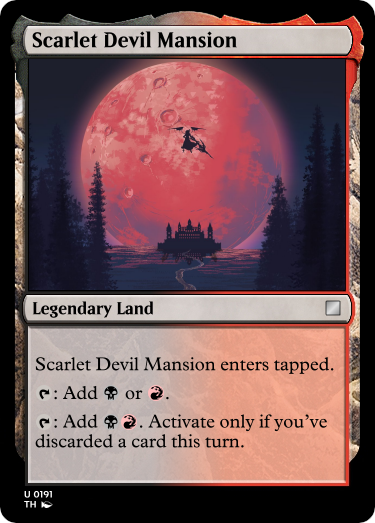 Scarlet Devil Mansion
Legendary Land
Scarlet Devil Mansion enters tapped.
: Add or .
: Add . Activate only if you’ve
discarded a card this turn.
U 0191
TH